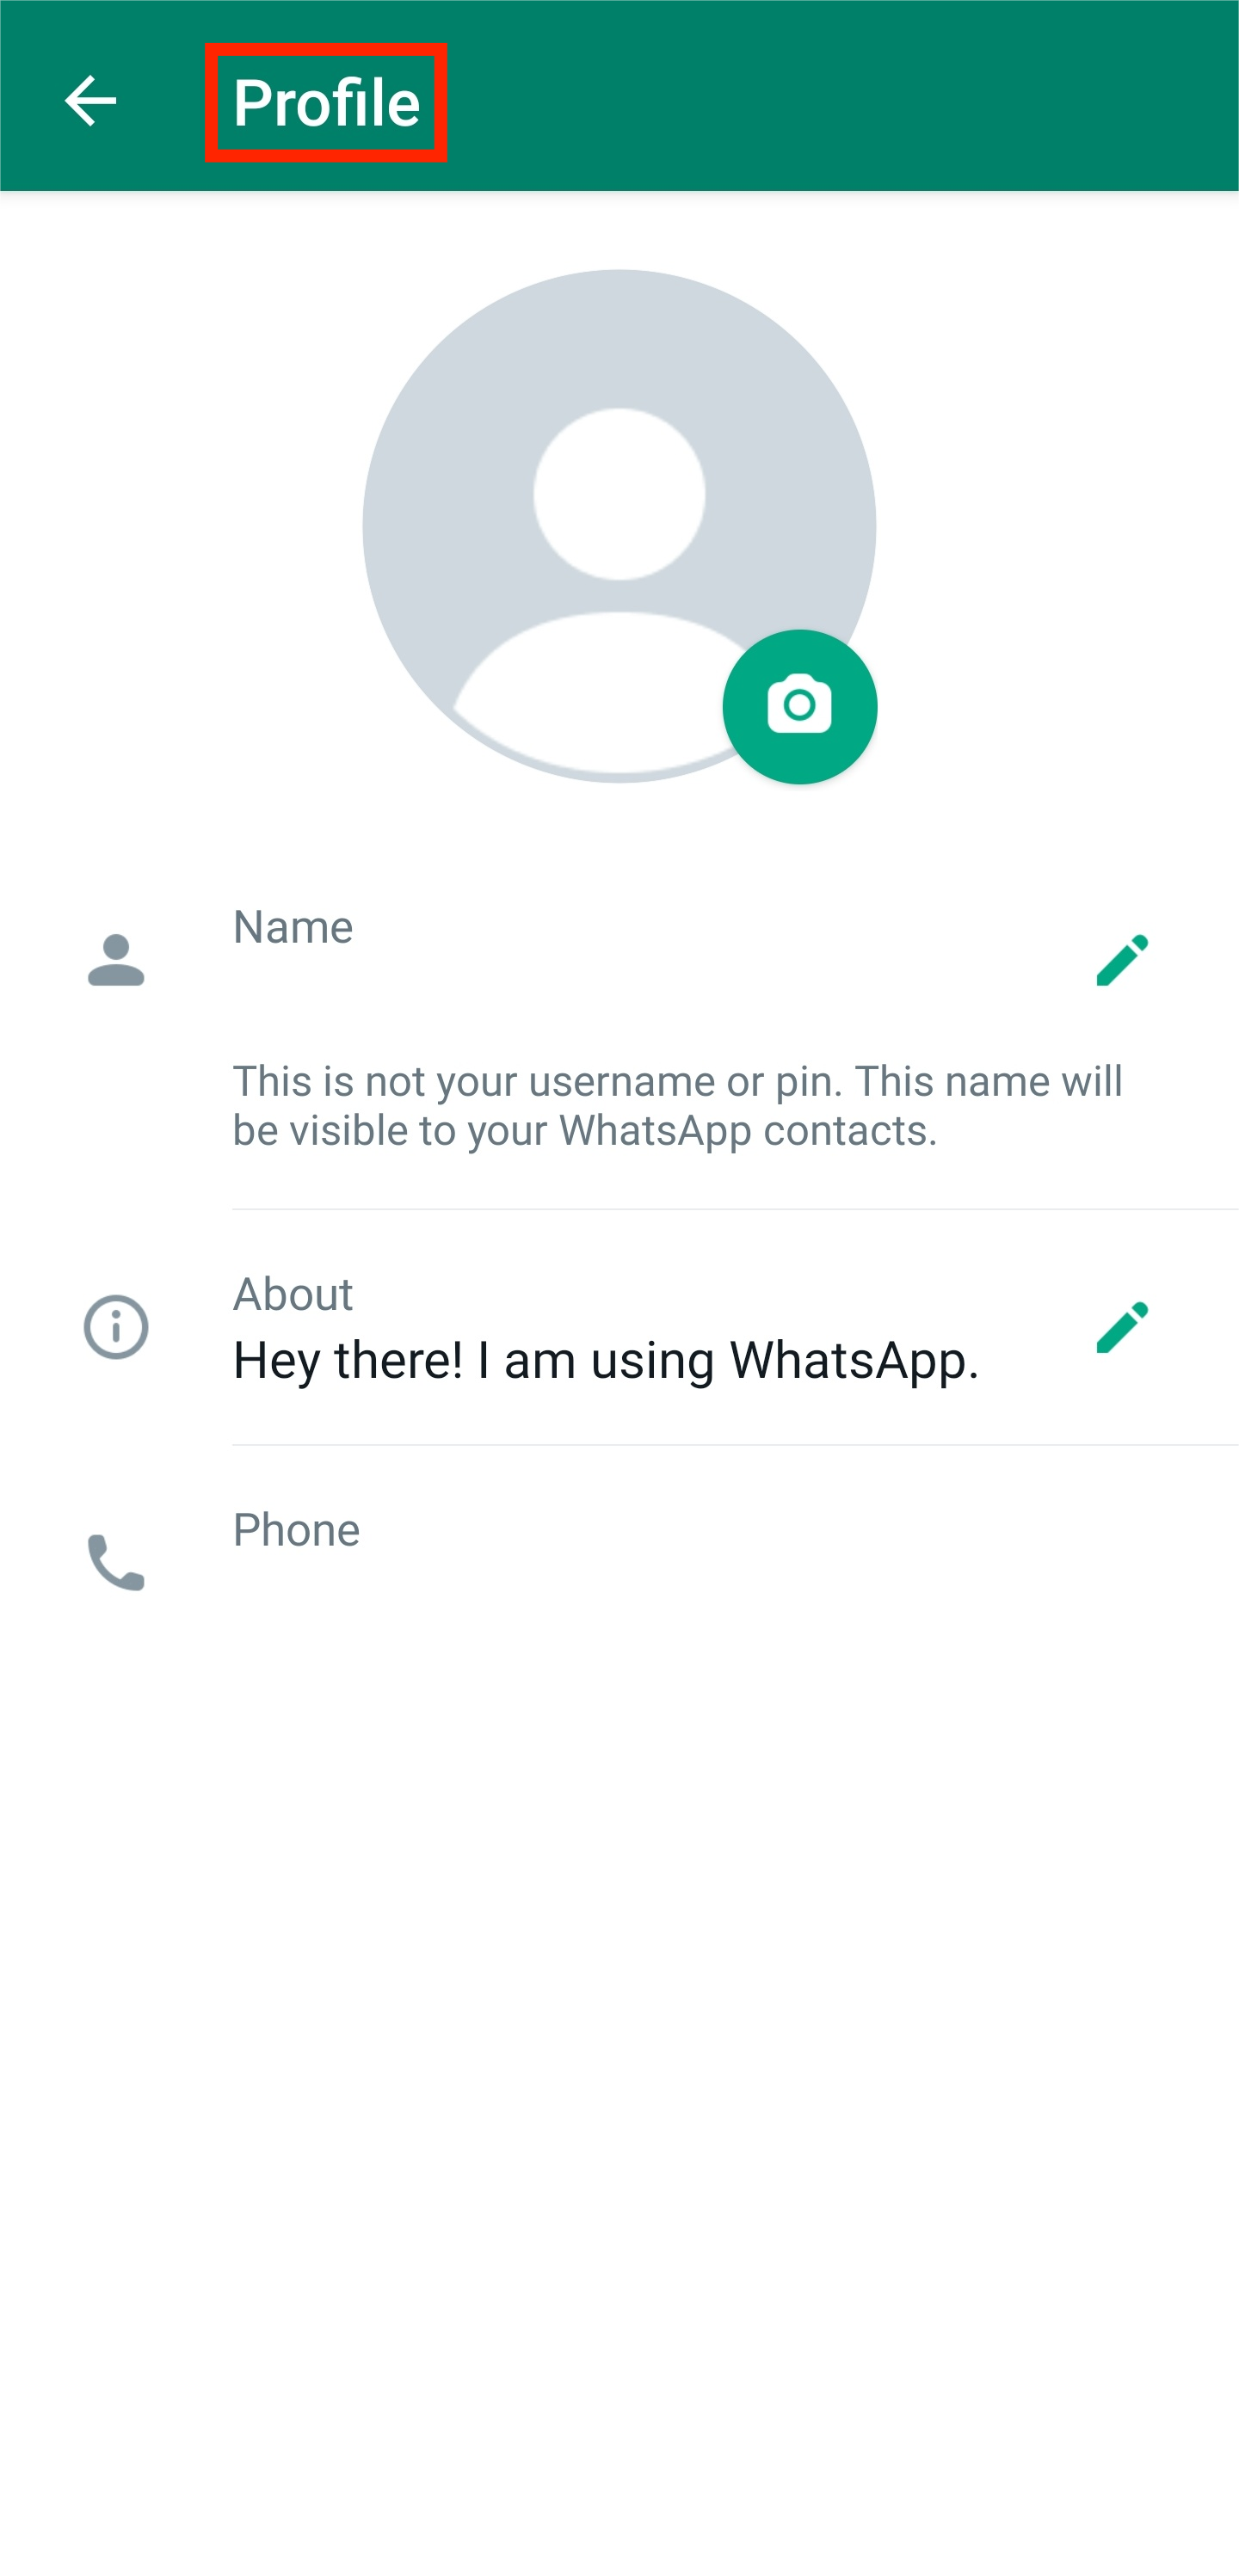 Profile
Name
This is not your username or pin. This name will
be visible to your WhatsApp contacts.
About
Hey there! I am using WhatsApp.
Phone